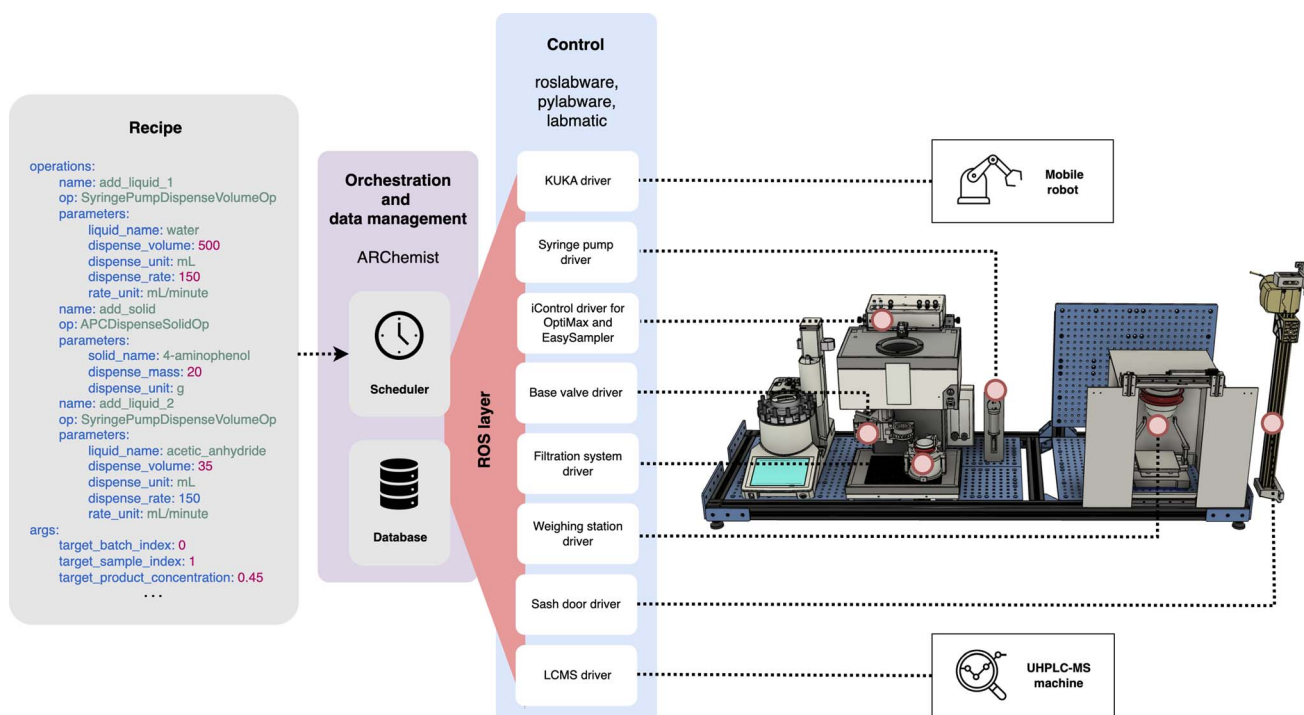 Recipe
operations:
name: add_liquid_1
op: SyringePumpDispenseVolumeOp
parameters:
liquid_name: water
dispense_volume: 500
dispense_unit: mL
dispense_rate: 150
rate_unit: mL/minute
name: add_solid
op: APCDispenseSolidOp
parameters:
solid_name: 4-aminophenol
dispense_mass: 20
dispense_unit: g
name: add_liquid_2
op: SyringePumpDispenseVolumeOp
parameters:
liquid_name: acetic_anhydride
dispense_volume: 35
dispense_unit: mL
dispense_rate: 150
rate_unit: mL/minute
args:
target_batch_index: 0
target_sample_index: 1
target_product_concentration: 0.45
...
Orchestration
and
data management
ARChemist
Scheduler
Database
ROS layer
Control
roslabware,
pylabware,
labmatic
KUKA driver
Syringe pump
driver
iControl driver for
OptiMax and
EasySampler
Base valve driver
Filtration system
driver
Weighing station
driver
Sash door driver
LCMS driver
Mobile
robot
UHPLC-MS
machine